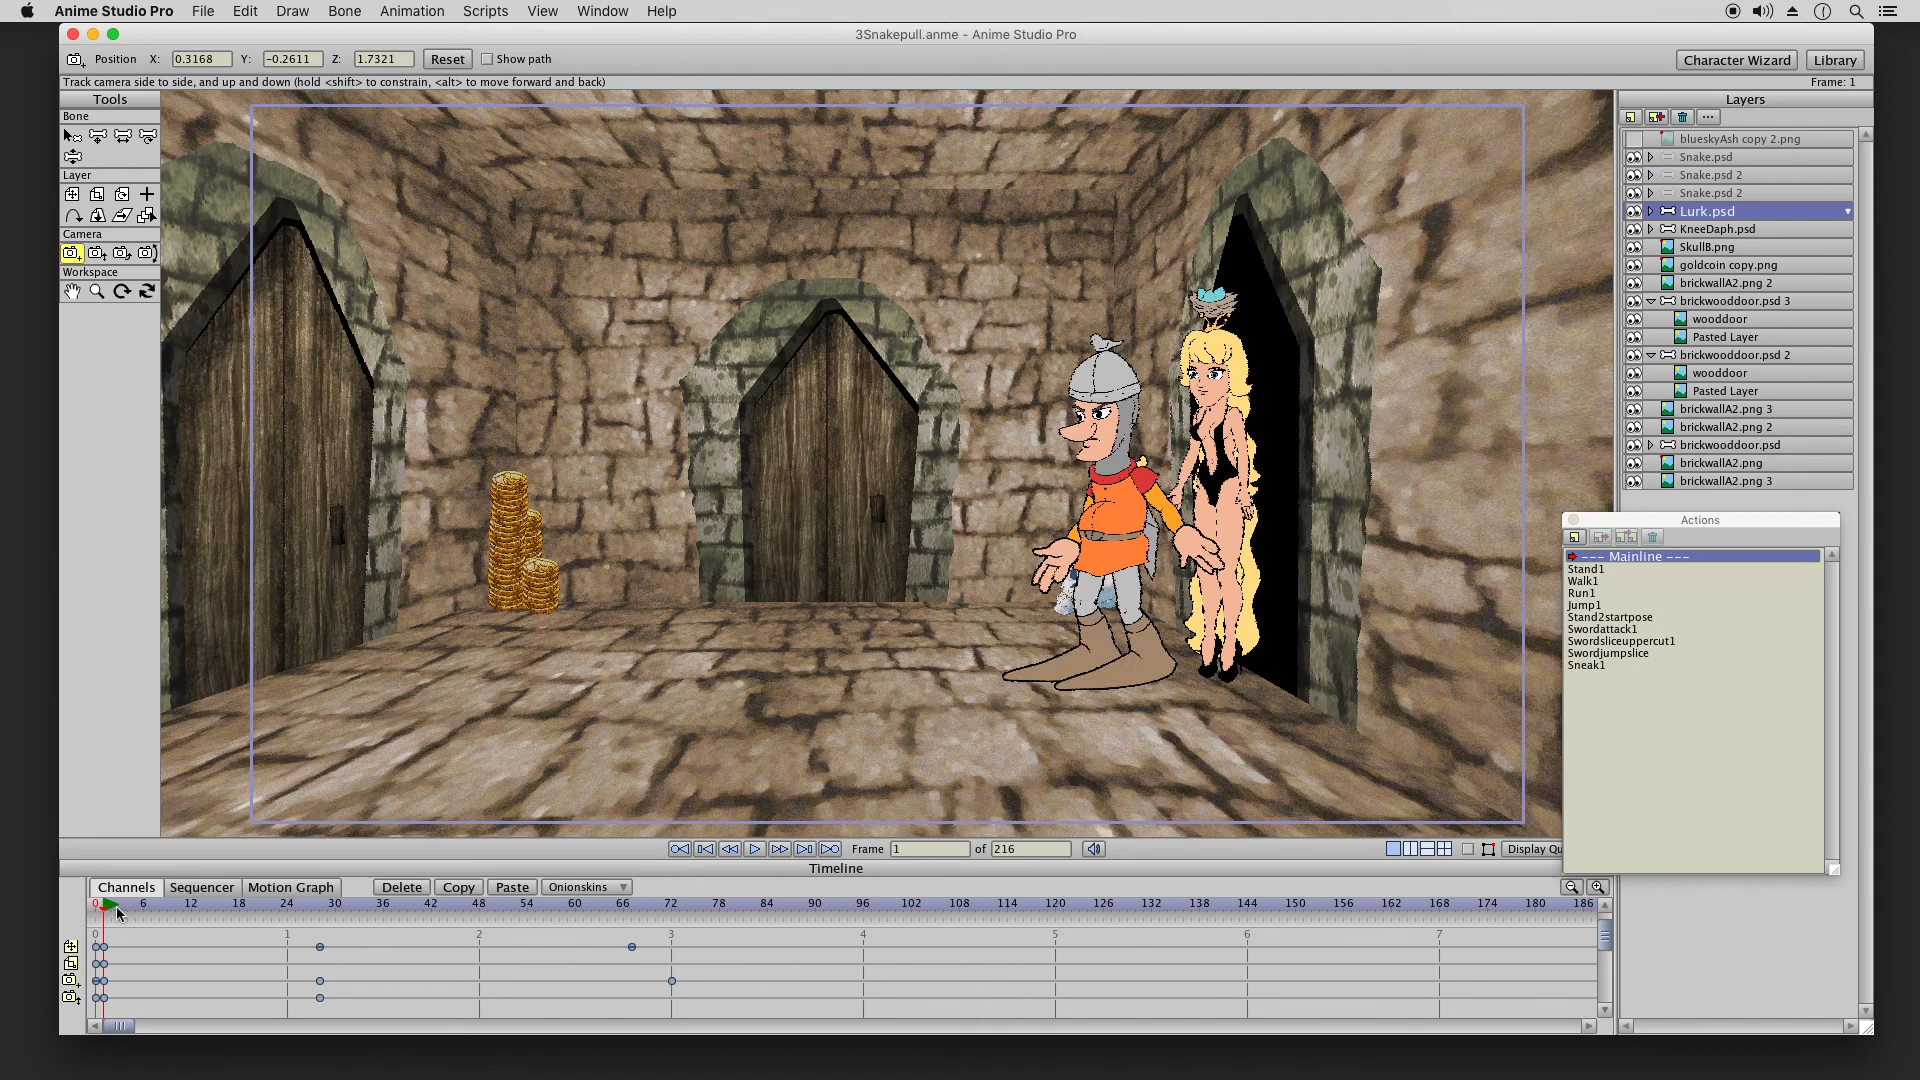 Anime Studio Pro File Edit Draw Bone Animation Scripts View Window Help
3Snakepull.anme - Anime Studio Pro
Position X: 0.3168 Y: -0.2611 Z: 1.7321 Reset Show path Character Wizard Library
Track camera side to side, and up and down (hold <shift> to constrain, <alt> to move forward and back) Frame: 1
Tools
Bone
Layer
Camera
Workspace
Layers
blueskyAsh copy 2.png
Snake.psd
Snake.psd 2
Snake.psd 2
Lurk.psd
KneeDaph.psd
SkullB.png
goldcoin copy.png
brickwallA2.png 2
brickwooddoor.psd 3
wooddoor
Pasted Layer
brickwooddoor.psd 2
wooddoor
Pasted Layer
brickwallA2.png 3
brickwallA2.png 2
brickwooddoor.psd
brickwallA2.png
brickwallA2.png 3
Actions
--- Mainline ---
Stand1
Walk1
Run1
Jump1
Stand2startpose
Swordattack1
Swordsliceuppercut1
Swordjumpslice
Sneak1
Frame 1 of 216 Display Qu
Timeline
Channels Sequencer Motion Graph Delete Copy Paste Onionskins
0 6 12 18 24 30 36 42 48 54 60 66 72 78 84 90 96 102 108 114 120 126 132 138 144 150 156 162 168 174 180 186
0 1 2 3 4 5 6 7